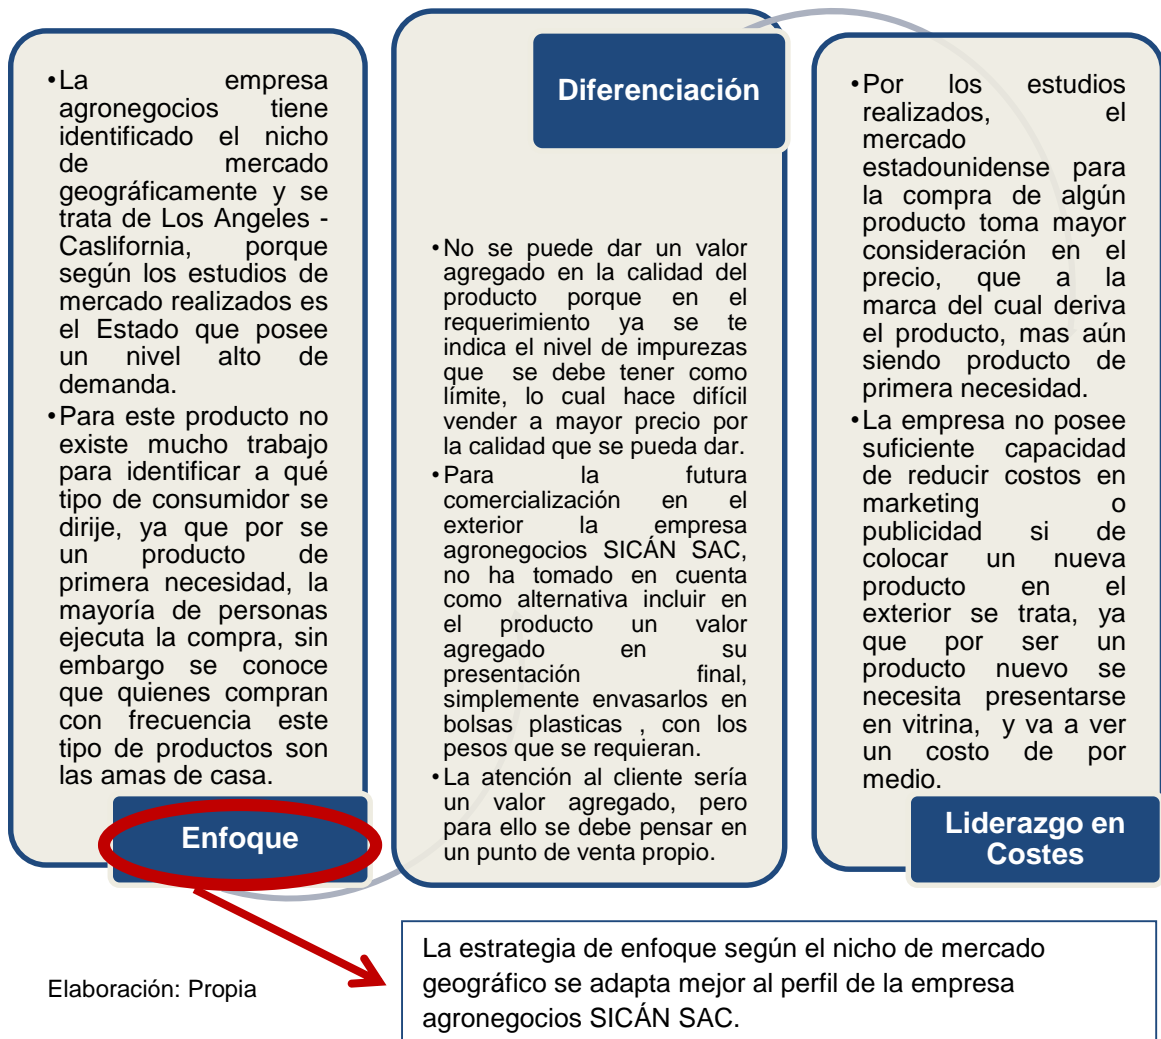 •La empresa
agronegocios tiene
identificado el nicho
de mercado
geográficamente y se
trata de Los Angeles -
Caslifornia, porque
según los estudios de
mercado realizados es
el Estado que posee
un nivel alto de
demanda.
•Para este producto no
existe mucho trabajo
para identificar a qué
tipo de consumidor se
dirije, ya que por se
un producto de
primera necesidad, la
mayoría de personas
ejecuta la compra, sin
embargo se conoce
que quienes compran
con frecuencia este
tipo de productos son
las amas de casa.
Enfoque
Diferenciación
•No se puede dar un valor
agregado en la calidad del
producto porque en el
requerimiento ya se te
indica el nivel de impurezas
que se debe tener como
límite, lo cual hace difícil
vender a mayor precio por
la calidad que se pueda dar.
•Para la futura
comercialización en el
exterior la empresa
agronegocios SICÁN SAC,
no ha tomado en cuenta
como alternativa incluir en
el producto un valor
agregado en su
presentación final,
simplemente envasarlos en
bolsas plasticas , con los
pesos que se requieran.
•La atención al cliente sería
un valor agregado, pero
para ello se debe pensar en
un punto de venta propio.
•Por los estudios
realizados, el
mercado
estadounidense para
la compra de algún
producto toma mayor
consideración en el
precio, que a la
marca del cual deriva
el producto, mas aún
siendo producto de
primera necesidad.
•La empresa no posee
suficiente capacidad
de reducir costos en
marketing o
publicidad si de
colocar un nueva
producto en el
exterior se trata, ya
que por ser un
producto nuevo se
necesita presentarse
en vitrina, y va a ver
un costo de por
medio.
Liderazgo en
Costes
La estrategia de enfoque según el nicho de mercado
geográfico se adapta mejor al perfil de la empresa
agronegocios SICÁN SAC.
Elaboración: Propia